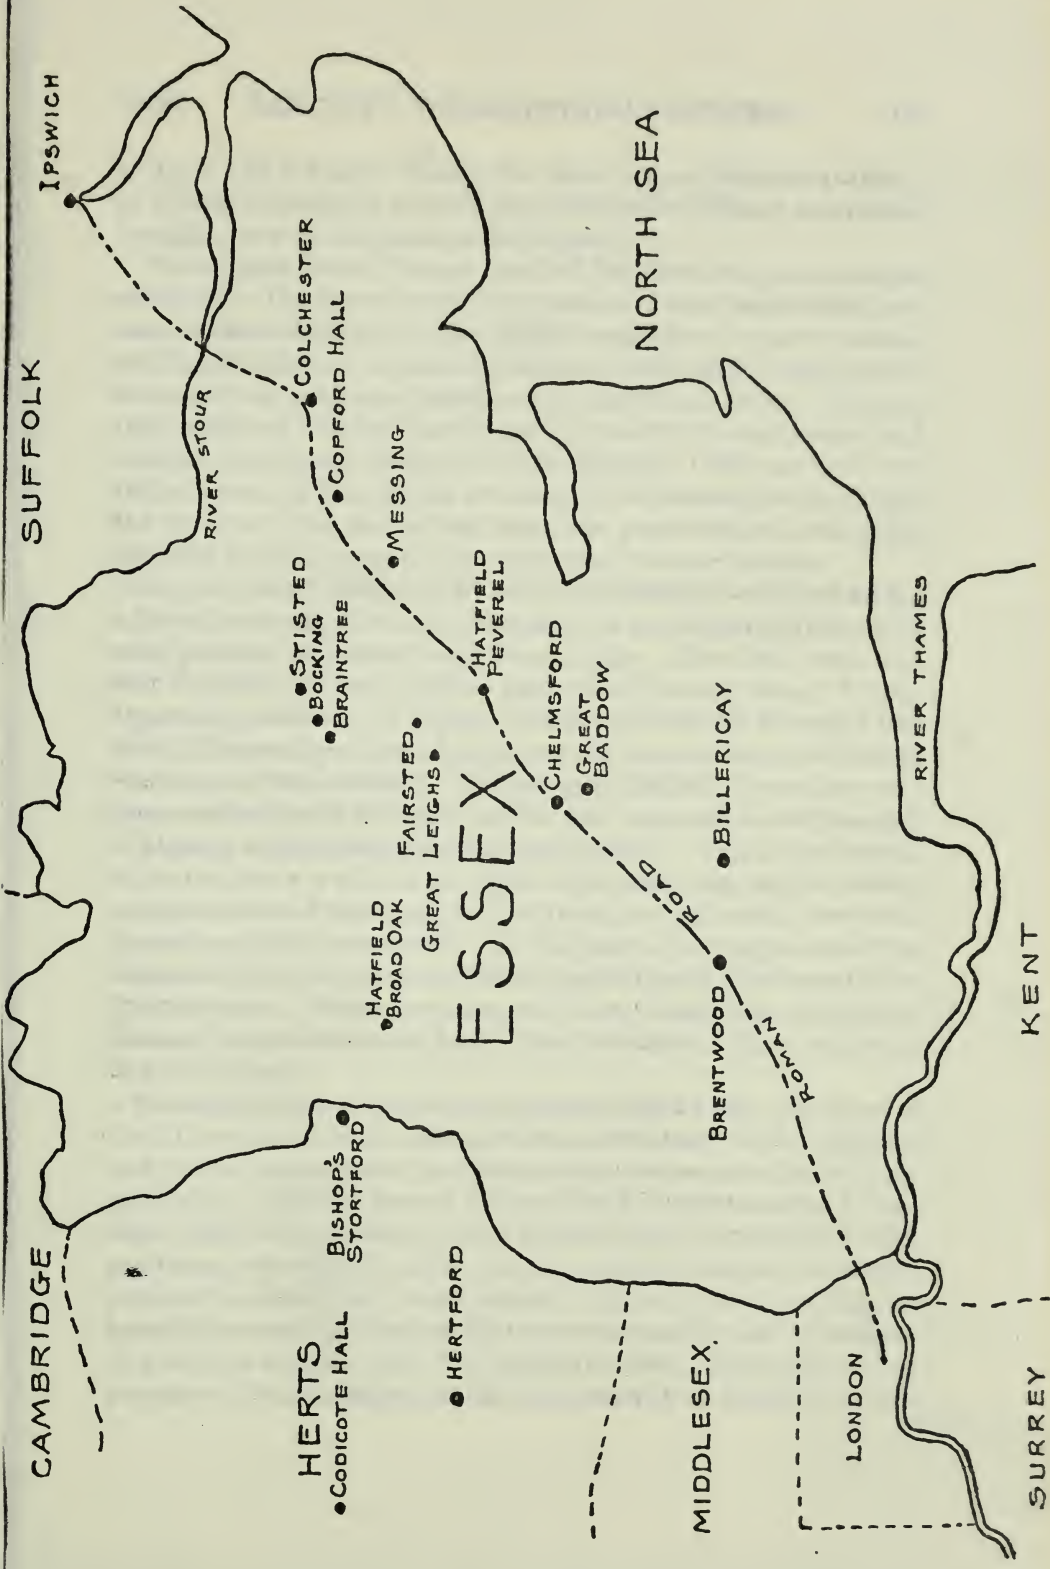 CAMBRIDGE
SUFFOLK
IPSWICH
RIVER STOUR
HERTS
CODICOTE HALL
BISHOP'S
STORTFORD
STISTED
BOCKING
BRAINTREE
COLCHESTER
COPFORD HALL
HATFIELD
BROAD OAK
FAIRSTED
GREAT LEIGHS
MESSING
HERTFORD
ESSEX
HATFIELD
PEVEREL
CHELMSFORD
GREAT
BADDOW
NORTH SEA
MIDDLESEX
BRENTWOOD
ROMAN ROAD
BILLERICAY
LONDON
RIVER THAMES
SURREY
KENT